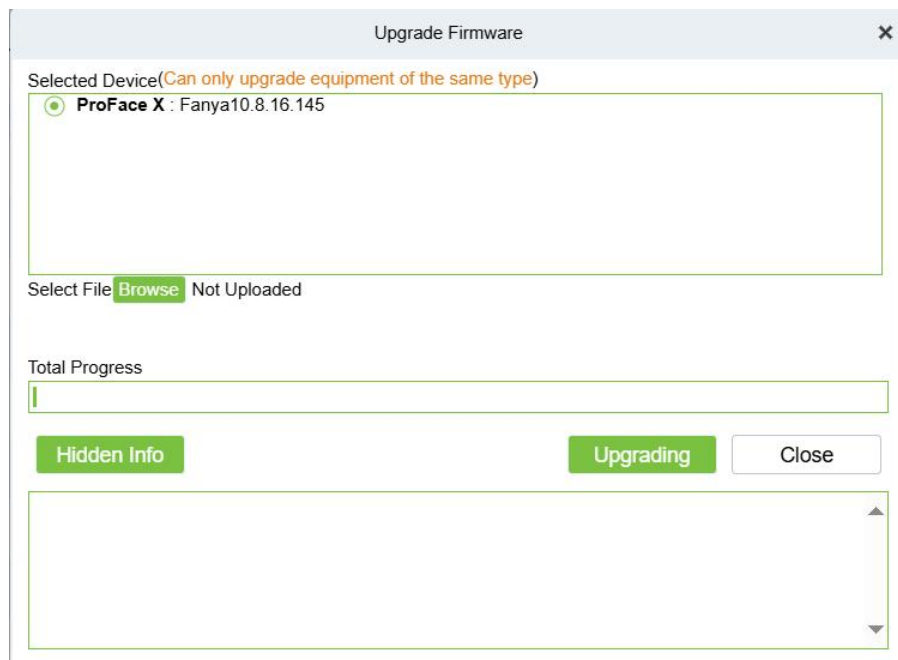 Upgrade Firmware
Selected Device(Can only upgrade equipment of the same type)
ProFace X : Fanya10.8.16.145
Select File Browse Not Uploaded
Total Progress
Hidden Info Upgrading Close